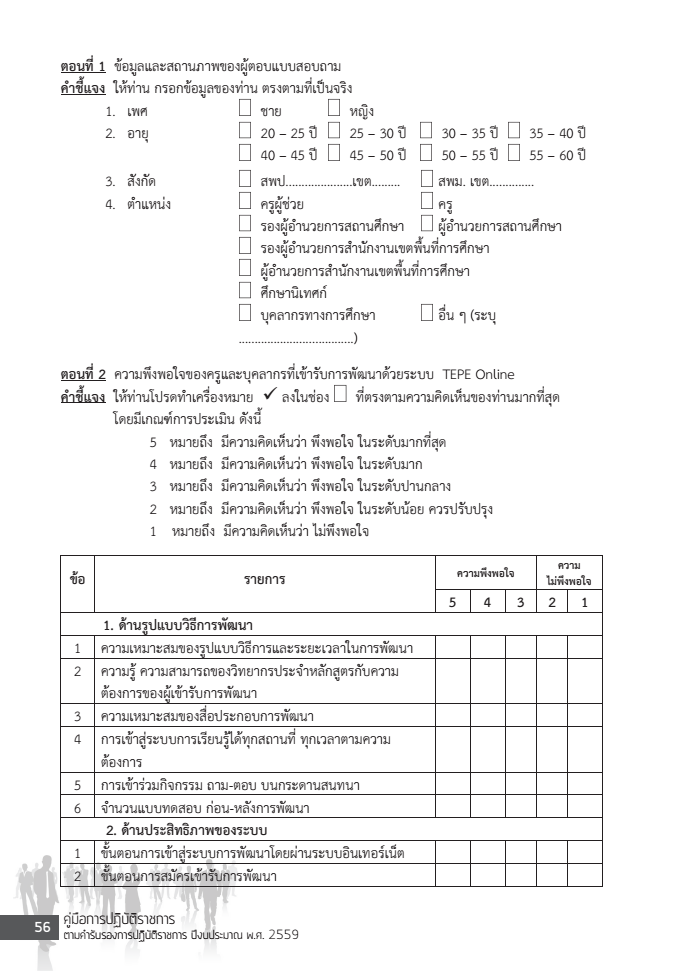 ตอนที่ 1 ข้อมูลและสถานภาพของผู้ตอบแบบสอบถาม
คำชี้แจง ให้ท่าน กรอกข้อมูลของท่าน ตรงตามที่เป็นจริง
1. เพศ ☐ ชาย ☐ หญิง
2. อายุ ☐ 20 – 25 ปี ☐ 25 – 30 ปี ☐ 30 – 35 ปี ☐ 35 – 40 ปี
☐ 40 – 45 ปี ☐ 45 – 50 ปี ☐ 50 – 55 ปี ☐ 55 – 60 ปี
3. สังกัด ☐ สพป.....................เขต......... ☐ สพม. เขต..............
4. ตำแหน่ง ☐ ครูผู้ช่วย ☐ ครู
☐ รองผู้อำนวยการสถานศึกษา ☐ ผู้อำนวยการสถานศึกษา
☐ รองผู้อำนวยการสำนักงานเขตพื้นที่การศึกษา
☐ ผู้อำนวยการสำนักงานเขตพื้นที่การศึกษา
☐ ศึกษานิเทศก์
☐ บุคลากรทางการศึกษา ☐ อื่น ๆ (ระบุ
....................................)
ตอนที่ 2 ความพึงพอใจของครูและบุคลากรที่เข้ารับการพัฒนาด้วยระบบ TEPE Online
คำชี้แจง ให้ท่านโปรดทำเครื่องหมาย ✓ ลงในช่อง ☐ ที่ตรงตามความคิดเห็นของท่านมากที่สุด
โดยมีเกณฑ์การประเมิน ดังนี้
5 หมายถึง มีความคิดเห็นว่า พึงพอใจ ในระดับมากที่สุด
4 หมายถึง มีความคิดเห็นว่า พึงพอใจ ในระดับมาก
3 หมายถึง มีความคิดเห็นว่า พึงพอใจ ในระดับปานกลาง
2 หมายถึง มีความคิดเห็นว่า พึงพอใจ ในระดับน้อย ควรปรับปรุง
1 หมายถึง มีความคิดเห็นว่า ไม่พึงพอใจ
ข้อ รายการ ความพึงพอใจ ความ
ไม่พึงพอใจ
5 4 3 2 1
1. ด้านรูปแบบวิธีการพัฒนา
1 ความเหมาะสมของรูปแบบวิธีการและระยะเวลาในการพัฒนา
2 ความรู้ ความสามารถของวิทยากรประจำหลักสูตรกับความ
ต้องการของผู้เข้ารับการพัฒนา
3 ความเหมาะสมของสื่อประกอบการพัฒนา
4 การเข้าสู่ระบบการเรียนรู้ได้ทุกสถานที่ ทุกเวลาตามความ
ต้องการ
5 การเข้าร่วมกิจกรรม ถาม-ตอบ บนกระดานสนทนา
6 จำนวนแบบทดสอบ ก่อน-หลังการพัฒนา
2. ด้านประสิทธิภาพของระบบ
1 ขั้นตอนการเข้าสู่ระบบการพัฒนาโดยผ่านระบบอินเทอร์เน็ต
2 ขั้นตอนการสมัครเข้ารับการพัฒนา
56 คู่มือการปฏิบัติราชการ
ตามคำรับรองการปฏิบัติราชการ ปีงบประมาณ พ.ศ. 2559